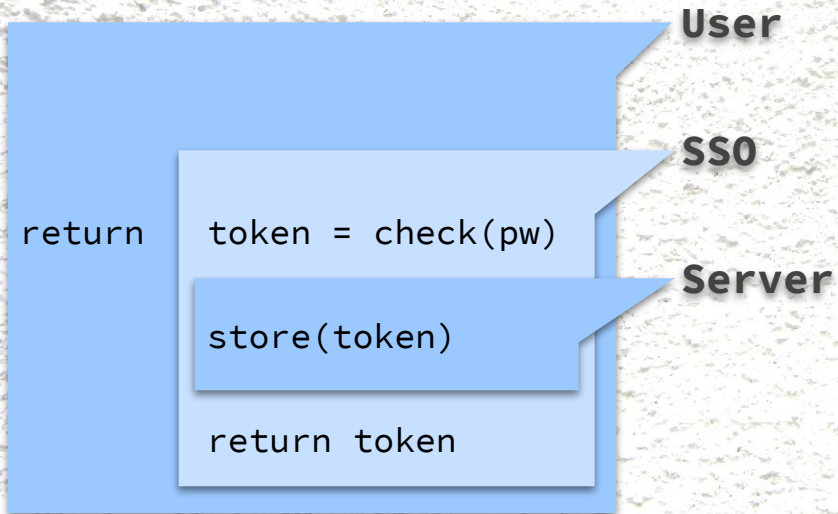 User
SSO
return token = check(pw)
Server
store(token)
return token